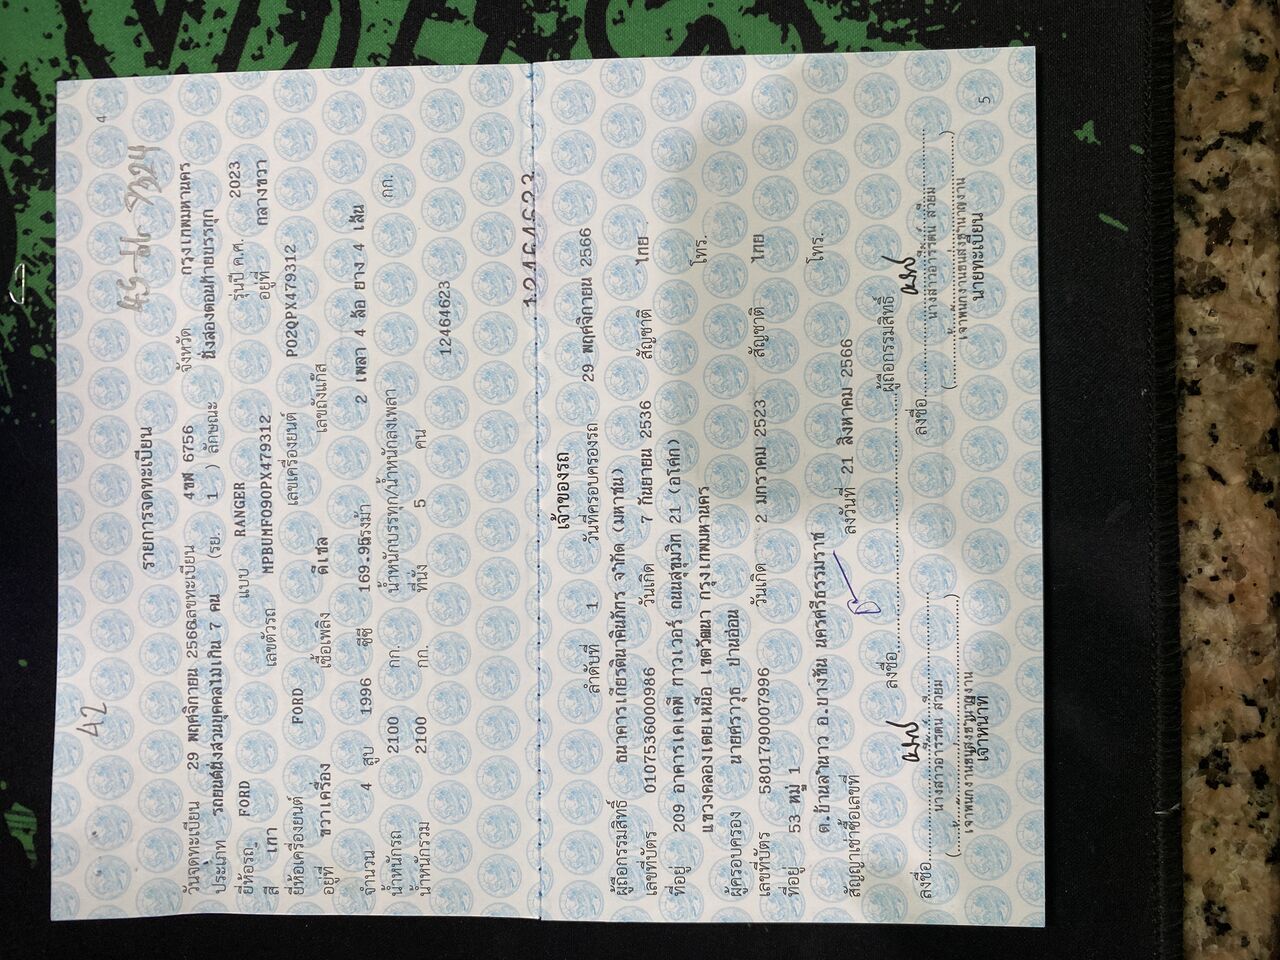 4
42
รายการจดทะเบียน
วันจดทะเบียน 29 พฤศจิกายน 2566 เลขทะเบียน 4ขฬ 6756 จังหวัด กรุงเทพมหานคร
ประเภท รถยนต์นั่งส่วนบุคคลไม่เกิน 7 คน (รย. 1 ) ลักษณะ นั่งสองตอนท้ายบรรทุก
ยี่ห้อรถ FORD แบบ RANGER รุ่นปี ค.ศ. 2023
สี เทา เลขตัวรถ MPBUMF090PX479312 อยู่ที่ กลางขวา
ยี่ห้อเครื่องยนต์ FORD เลขเครื่องยนต์ P02QPX479312
อยู่ที่ ขวาเครื่อง เชื้อเพลิง ดีเซล เลขถังแก๊ส
จำนวน 4 สูบ 1996 ซีซี 169.95 แรงม้า 2 เพลา 4 ล้อ ยาง 4 เส้น
น้ำหนักรถ 2100 กก. น้ำหนักบรรทุก/น้ำหนักลงเพลา กก.
น้ำหนักรวม 2100 กก. ที่นั่ง 5 คน 12464623
12464623
เจ้าของรถ
ลำดับที่ 1 วันที่ครอบครองรถ 29 พฤศจิกายน 2566
ผู้ถือกรรมสิทธิ์ ธนาคารเกียรตินาคินภัทร จำกัด (มหาชน)
เลขที่บัตร 0107536000986 วันเกิด 7 กันยายน 2536 สัญชาติ ไทย
ที่อยู่ 209 อาคารเคเคพี ทาวเวอร์ ถนนสุขุมวิท 21 (อโศก)
แขวงคลองเตยเหนือ เขตวัฒนา กรุงเทพมหานคร โทร.
ผู้ครอบครอง นายศราวุธ ปานอ่อน
เลขที่บัตร 5801790007996 วันเกิด 2 มกราคม 2523 สัญชาติ ไทย
ที่อยู่ 53 หมู่ 1
ต.บ้านลำนาว อ.บางขัน นครศรีธรรมราช โทร.
สัญญาเช่าซื้อเลขที่ ลงวันที่ 21 สิงหาคม 2566
ลงชื่อ ผู้ถือกรรมสิทธิ์
ลงชื่อ ลงชื่อ
เจ้าหน้าที่ นายทะเบียน
5